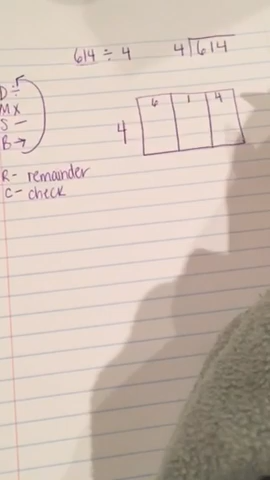 614 ÷ 4
4⟌614
D ÷
M x
S -
B →
6 1 4
4
R- remainder
C- check